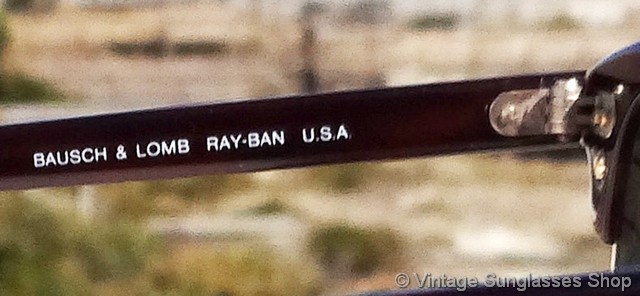 BAUSCH & LOMB RAY-BAN U.S.A.
© Vintage Sunglasses Shop